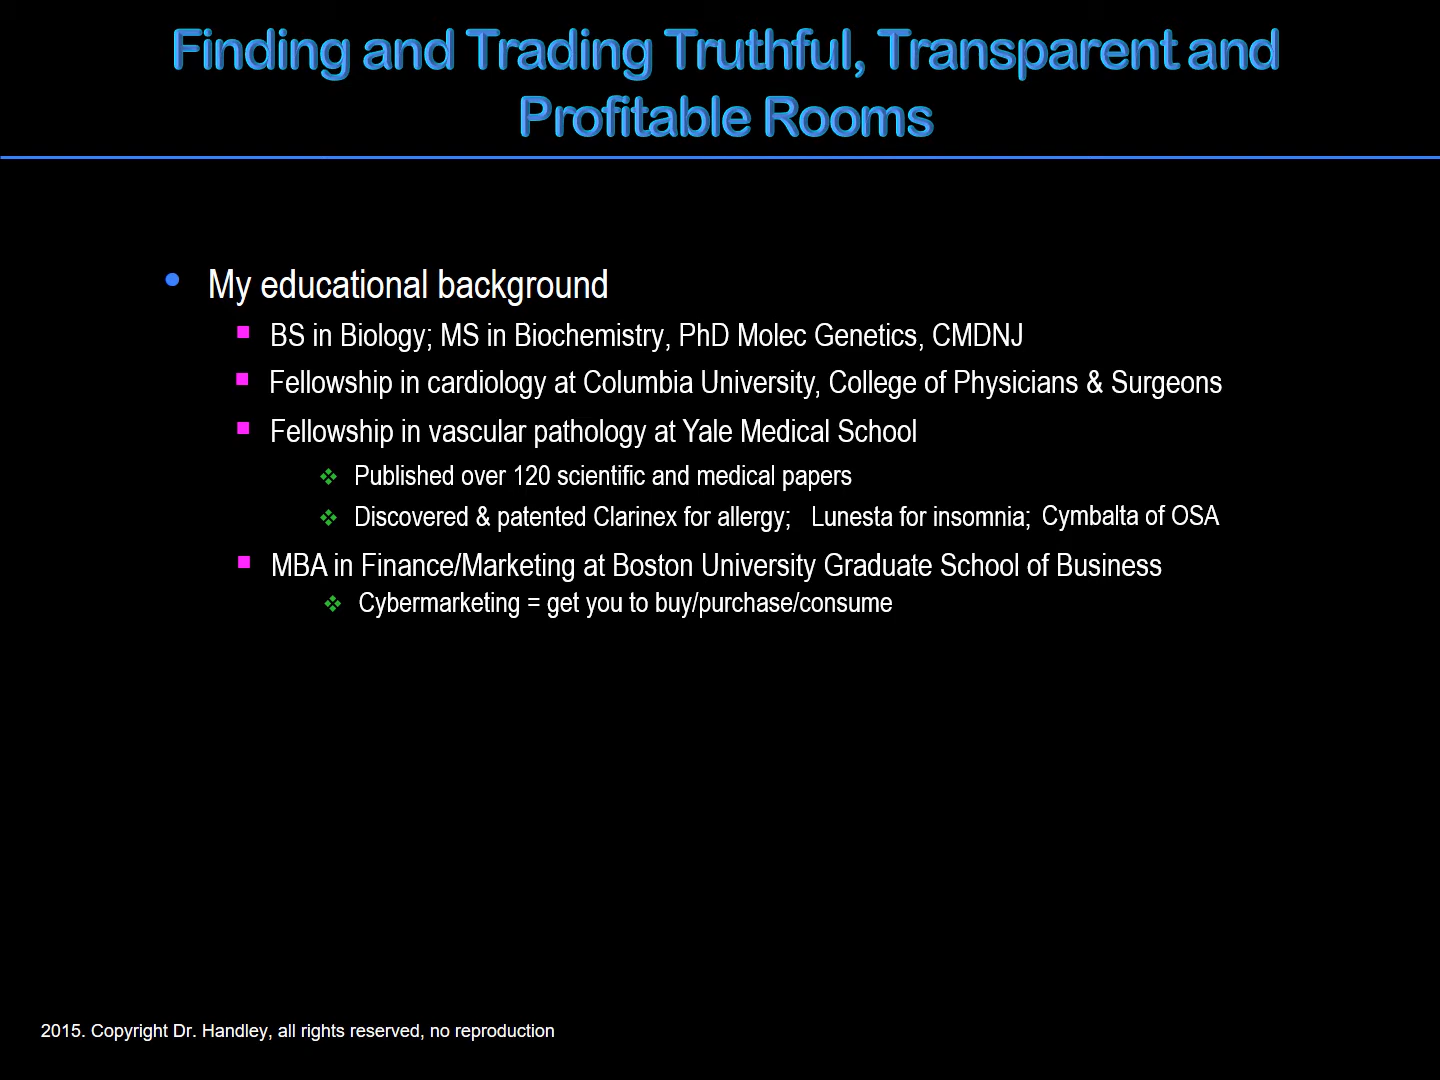 Finding and Trading Truthful, Transparent and
Profitable Rooms
My educational background
BS in Biology; MS in Biochemistry, PhD Molec Genetics, CMDNJ
Fellowship in cardiology at Columbia University, College of Physicians & Surgeons
Fellowship in vascular pathology at Yale Medical School
Published over 120 scientific and medical papers
Discovered & patented Clarinex for allergy; Lunesta for insomnia; Cymbalta of OSA
MBA in Finance/Marketing at Boston University Graduate School of Business
Cybermarketing = get you to buy/purchase/consume
2015. Copyright Dr. Handley, all rights reserved, no reproduction